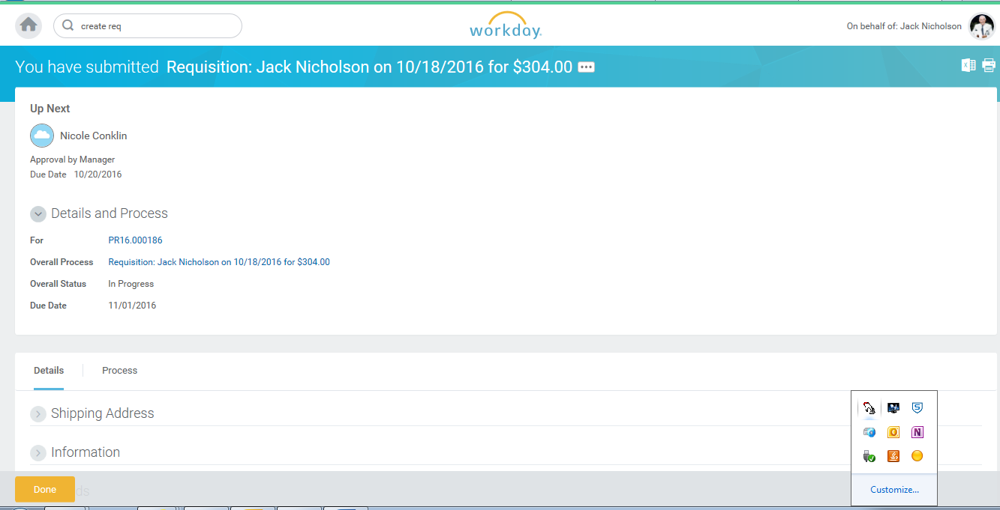 create req
workday.
On behalf of: Jack Nicholson
You have submitted Requisition: Jack Nicholson on 10/18/2016 for $304.00
Up Next
Nicole Conklin
Approval by Manager
Due Date 10/20/2016
Details and Process
For PR16.000186
Overall Process Requisition: Jack Nicholson on 10/18/2016 for $304.00
Overall Status In Progress
Due Date 11/01/2016
Details Process
Shipping Address
Information
Done
Customize...